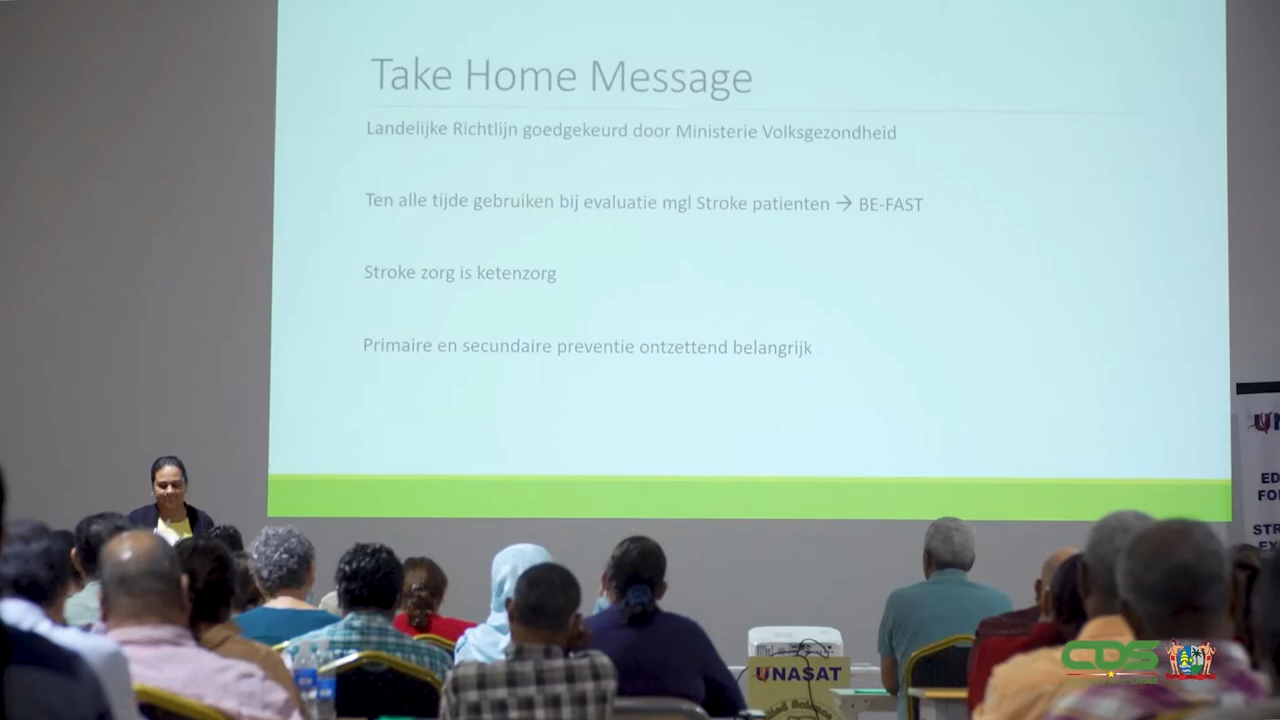 Take Home Message
Landelijke Richtlijn goedgekeurd door Ministerie Volksgezondheid
Ten alle tijde gebruiken bij evaluatie mgl Stroke patienten → BE-FAST
Stroke zorg is ketenzorg
Primaire en secundaire preventie ontzettend belangrijk
UNASAT
CDS